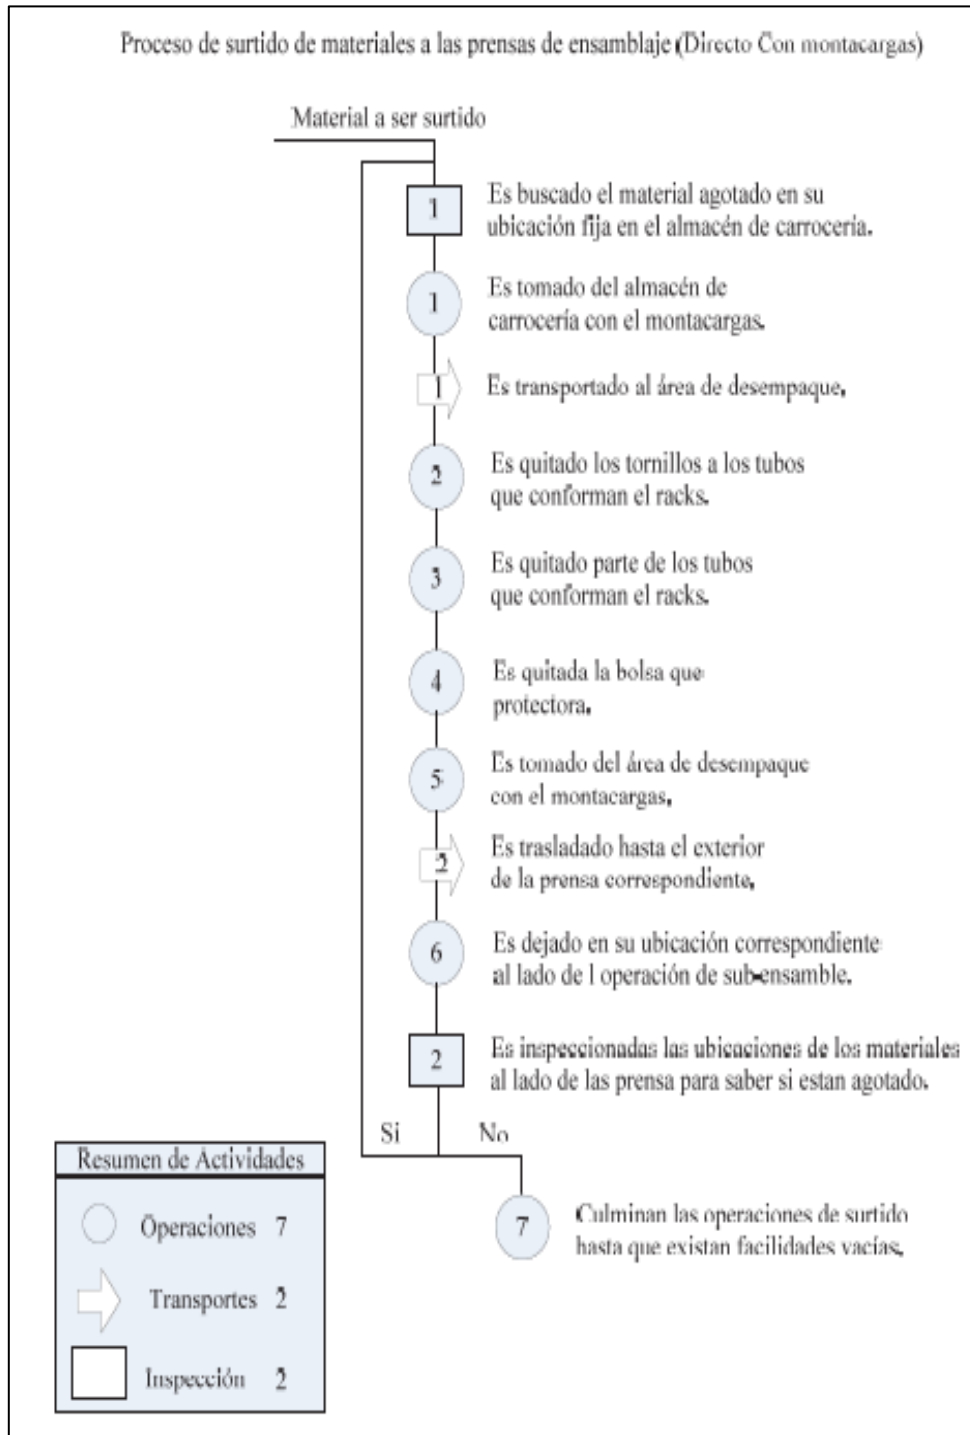 Proceso de surtido de materiales a las prensas de ensamblaje (Directo Con montacargas)
Material a ser surtido
1
Es buscado el material agotado en su
ubicación fija en el almacén de carrocería.
1
Es tomado del almacén de
carrocería con el montacargas.
1
Es transportado al área de desempaque.
2
Es quitado los tornillos a los tubos
que conforman el racks.
3
Es quitado parte de los tubos
que conforman el racks.
4
Es quitada la bolsa que
protectora.
5
Es tomado del área de desempaque
con el montacargas.
2
Es trasladado hasta el exterior
de la prensa correspondiente.
6
Es dejado en su ubicación correspondiente
al lado de l operación de sub-ensamble.
2
Es inspeccionadas las ubicaciones de los materiales
al lado de las prensa para saber si estan agotado.
Si No
7
Culminan las operaciones de surtido
hasta que existan facilidades vacías.
Resumen de Actividades
Operaciones 7
Transportes 2
Inspección 2